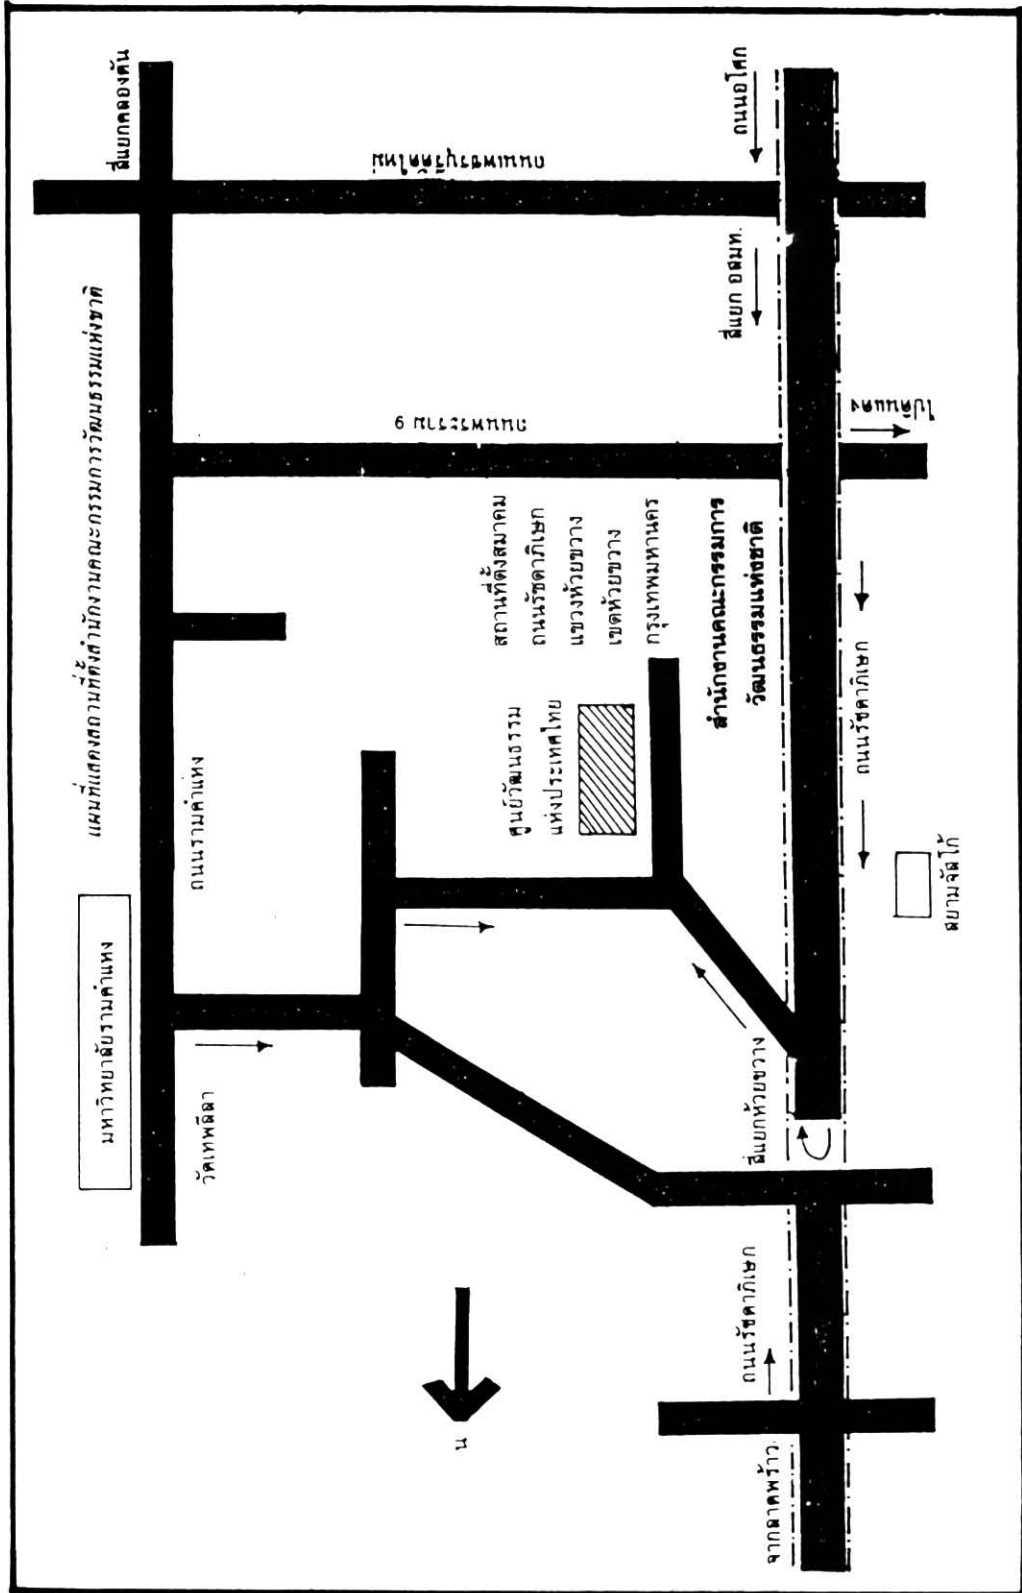 แผนที่แสดงสถานที่ตั้งสำนักงานคณะกรรมการวัฒนธรรมแห่งชาติ
มหาวิทยาลัยรามคำแหง
สี่แยกคลองตัน
ถนนรามคำแหง
วัดเทพลีลา
ถนนเพชรบุรีตัดใหม่
ถนนพระราม 9
สถานที่ตั้งสมาคม
ถนนรัชดาภิเษก
แขวงห้วยขวาง
เขตห้วยขวาง
กรุงเทพมหานคร
ศูนย์วัฒนธรรม
แห่งประเทศไทย
สำนักงานคณะกรรมการ
วัฒนธรรมแห่งชาติ
น
ถนนอโศก
สี่แยก อสมท.
สี่แยกห้วยขวาง
ถนนรัชดาภิเษก
จากลาดพร้าว
ไปดินแดง
ถนนรัชดาภิเษก
สยามจัสโก้